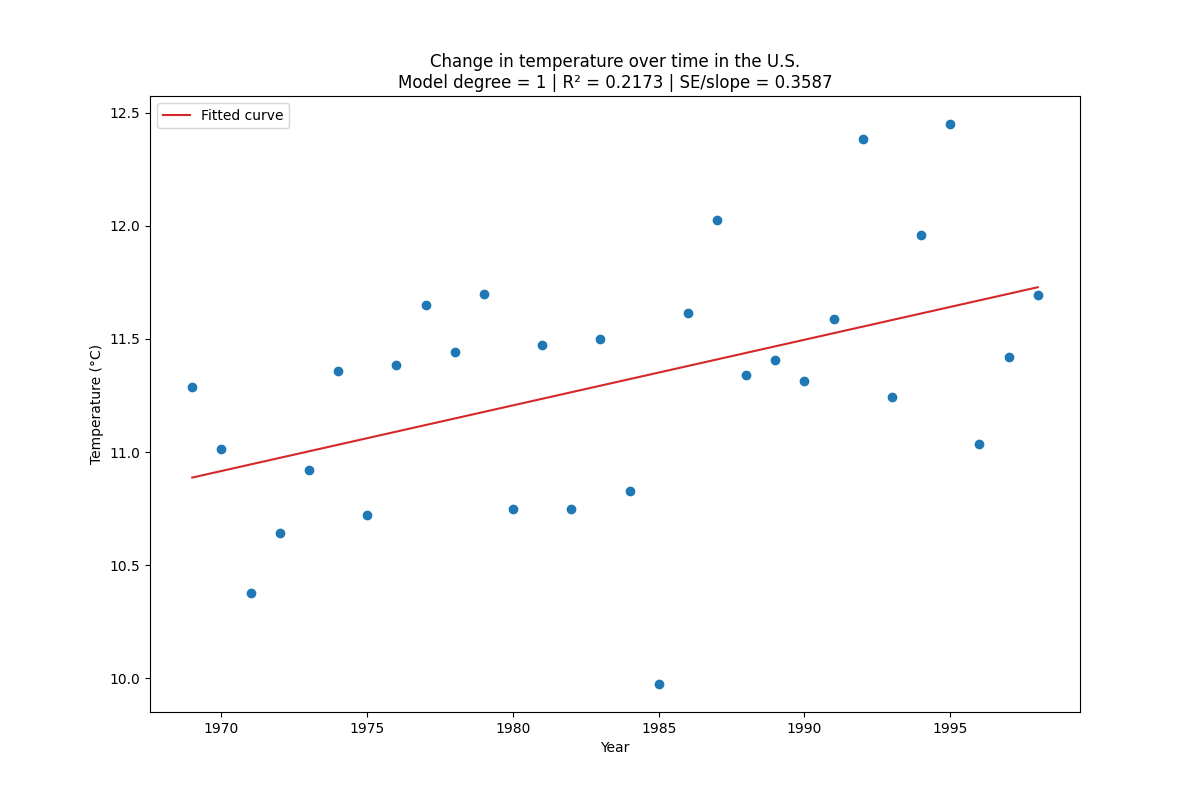 Change in temperature over time in the U.S.
Model degree = 1 | R² = 0.2173 | SE/slope = 0.3587
Fitted curve
12.5
12.0
11.5
11.0
10.5
10.0
Temperature (°C)
1970 1975 1980 1985 1990 1995
Year